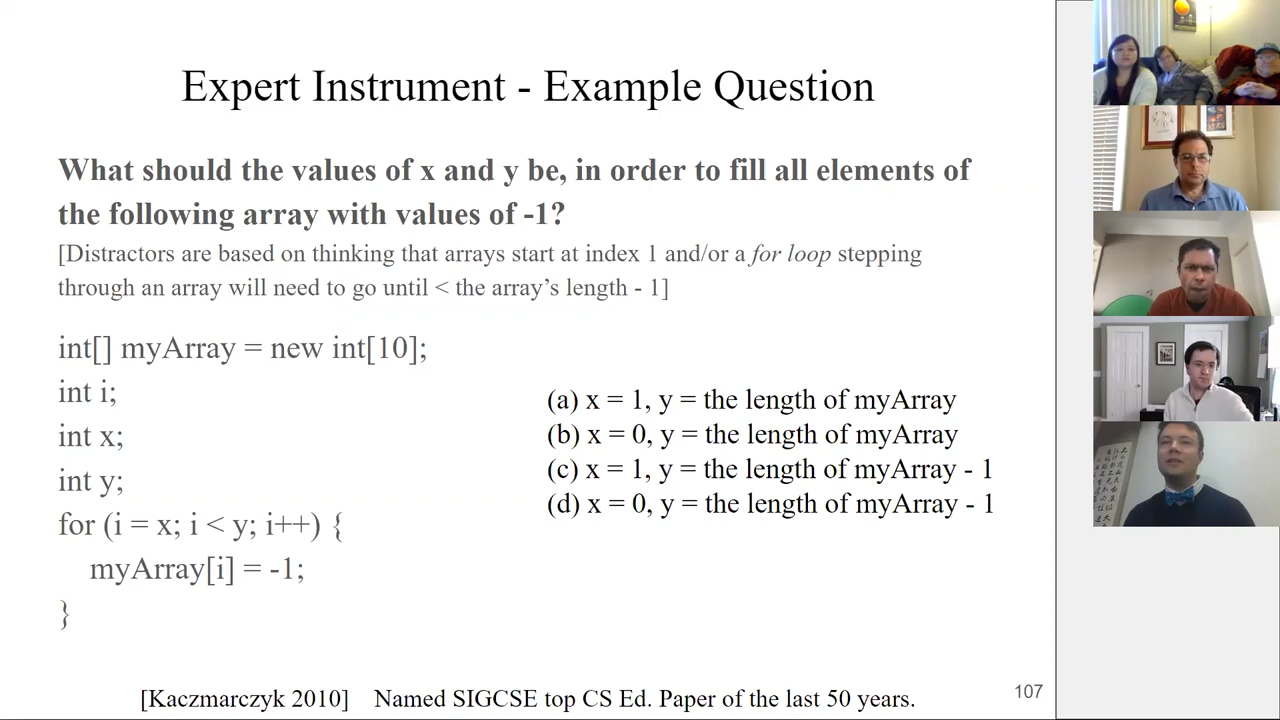 Expert Instrument - Example Question
What should the values of x and y be, in order to fill all elements of
the following array with values of -1?
[Distractors are based on thinking that arrays start at index 1 and/or a for loop stepping
through an array will need to go until < the array's length - 1]
int[] myArray = new int[10];
int i;
int x;
int y;
for (i = x; i < y; i++) {
myArray[i] = -1;
}
(a) x = 1, y = the length of myArray
(b) x = 0, y = the length of myArray
(c) x = 1, y = the length of myArray - 1
(d) x = 0, y = the length of myArray - 1
[Kaczmarczyk 2010] Named SIGCSE top CS Ed. Paper of the last 50 years.
107